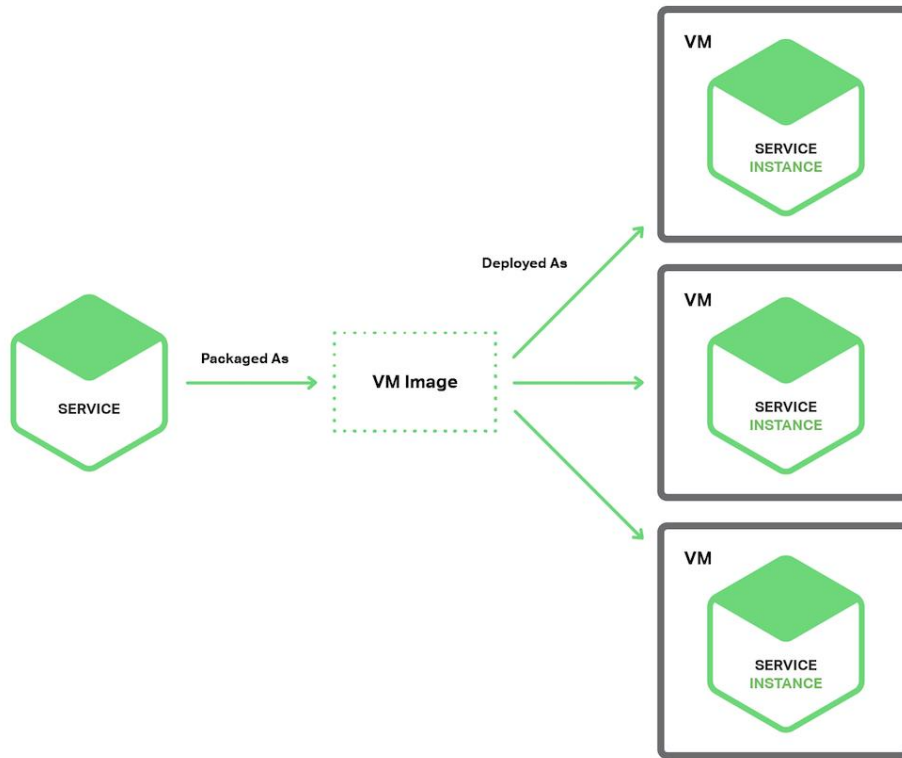 SERVICE
Packaged As
VM Image
Deployed As
VM
SERVICE
INSTANCE
VM
SERVICE
INSTANCE
VM
SERVICE
INSTANCE